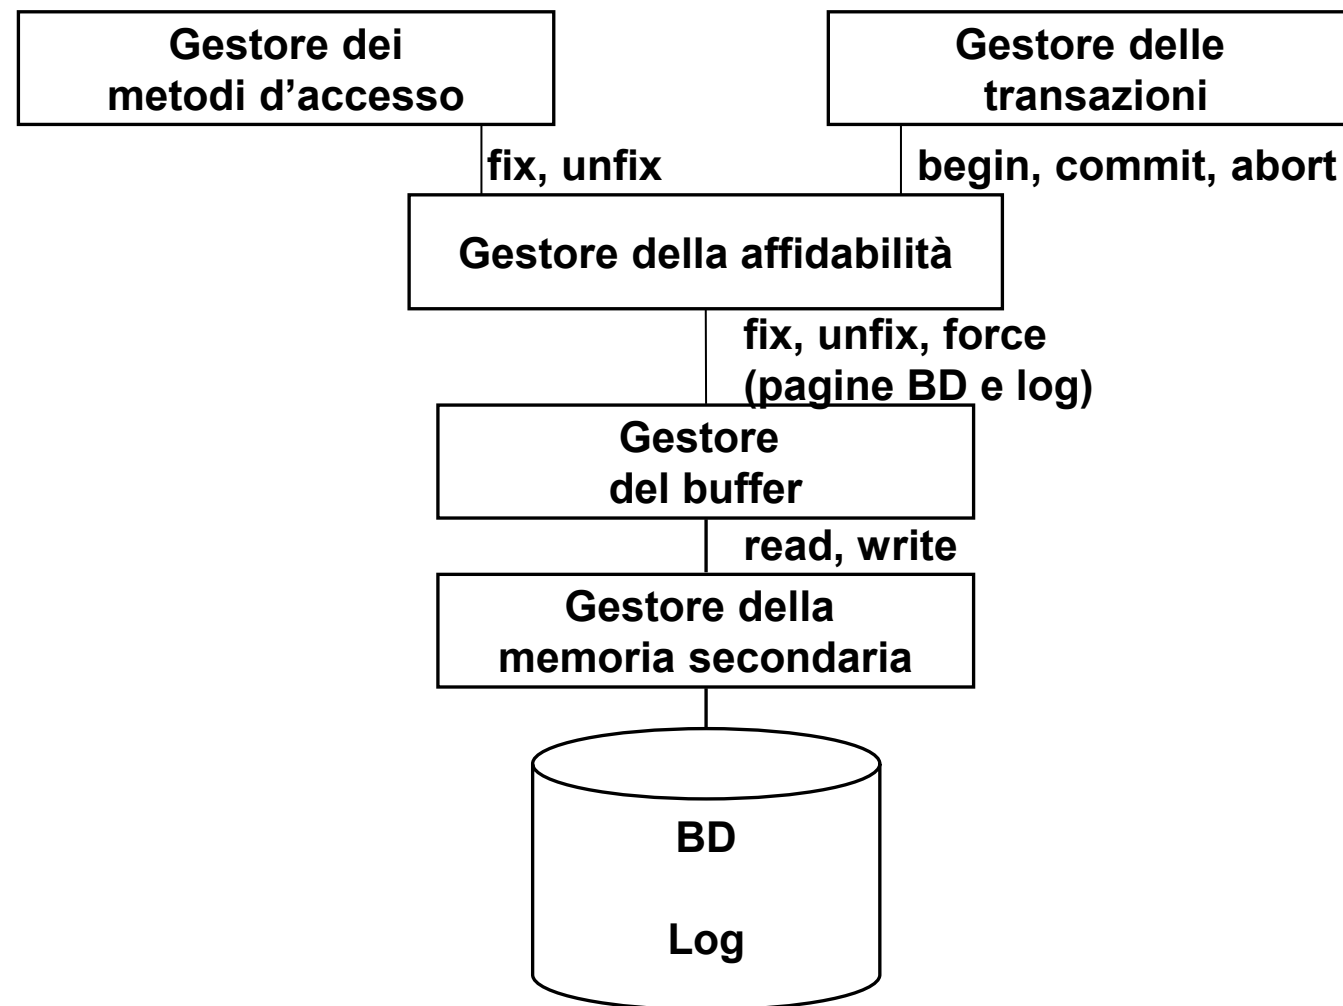 Gestore dei
metodi d’accesso
Gestore delle
transazioni
fix, unfix
begin, commit, abort
Gestore della affidabilità
fix, unfix, force
(pagine BD e log)
Gestore
del buffer
read, write
Gestore della
memoria secondaria
BD
Log